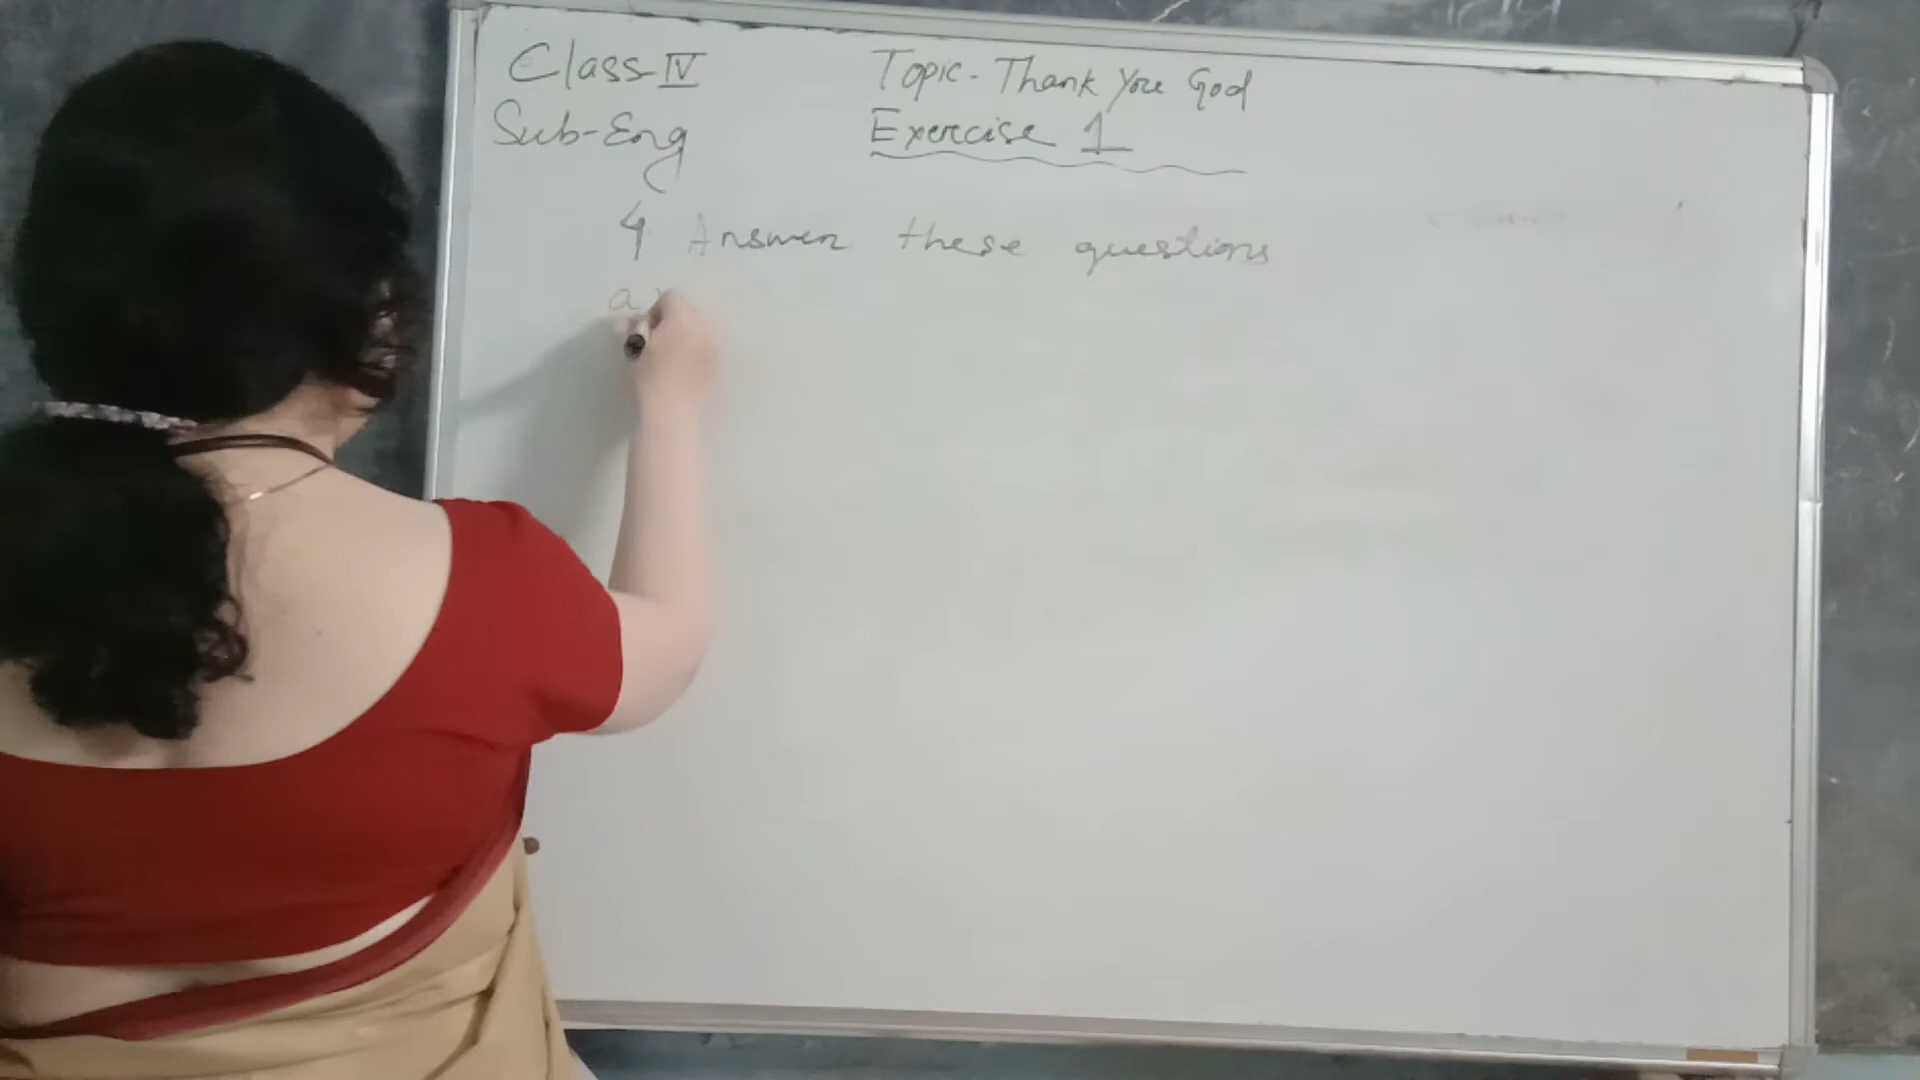 Class-IV
Sub-Eng
Topic - Thank You God
Exercise 1
4 Answer these questions
a